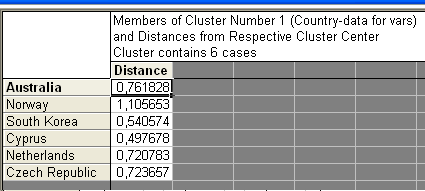 Members of Cluster Number 1 (Country-data for vars)
and Distances from Respective Cluster Center
Cluster contains 6 cases
Distance
Australia 0,761828
Norway 1,105653
South Korea 0,540574
Cyprus 0,497678
Netherlands 0,720783
Czech Republic 0,723657